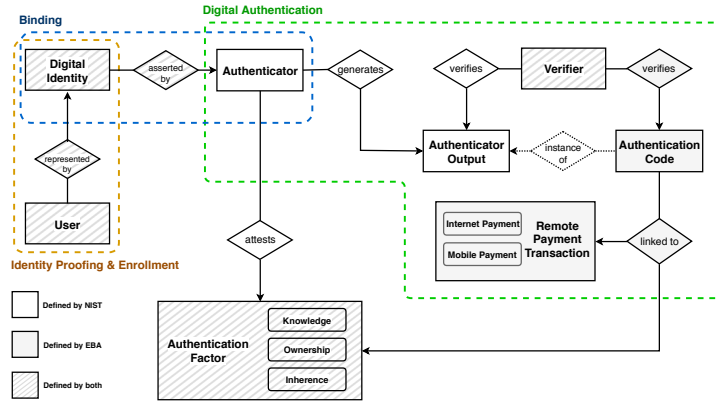 Digital Authentication
Binding
Digital
Identity
asserted
by
Authenticator
generates
verifies
Verifier
verifies
represented
by
Authenticator
Output
instance
of
Authentication
Code
User
Internet Payment
Mobile Payment
Remote
Payment
Transaction
attests
linked to
Identity Proofing & Enrollment
Defined by NIST
Defined by EBA
Defined by both
Authentication
Factor
Knowledge
Ownership
Inherence